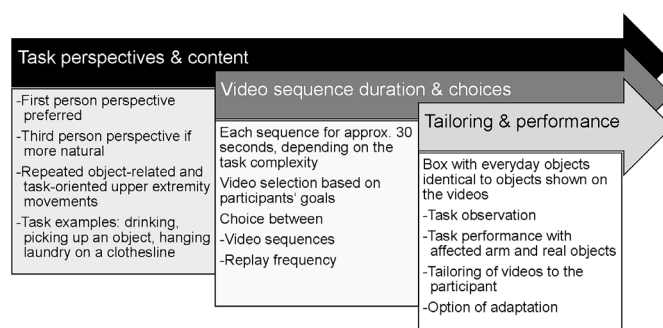 Task perspectives & content
-First person perspective
preferred
-Third person perspective if
more natural
-Repeated object-related and
task-oriented upper extremity
movements
-Task examples: drinking,
picking up an object, hanging
laundry on a clothesline
Video sequence duration & choices
Each sequence for approx. 30
seconds, depending on the
task complexity
Video selection based on
participants' goals
Choice between
-Video sequences
-Replay frequency
Tailoring & performance
Box with everyday objects
identical to objects shown on
the videos
-Task observation
-Task performance with
affected arm and real objects
-Tailoring of videos to the
participant
-Option of adaptation